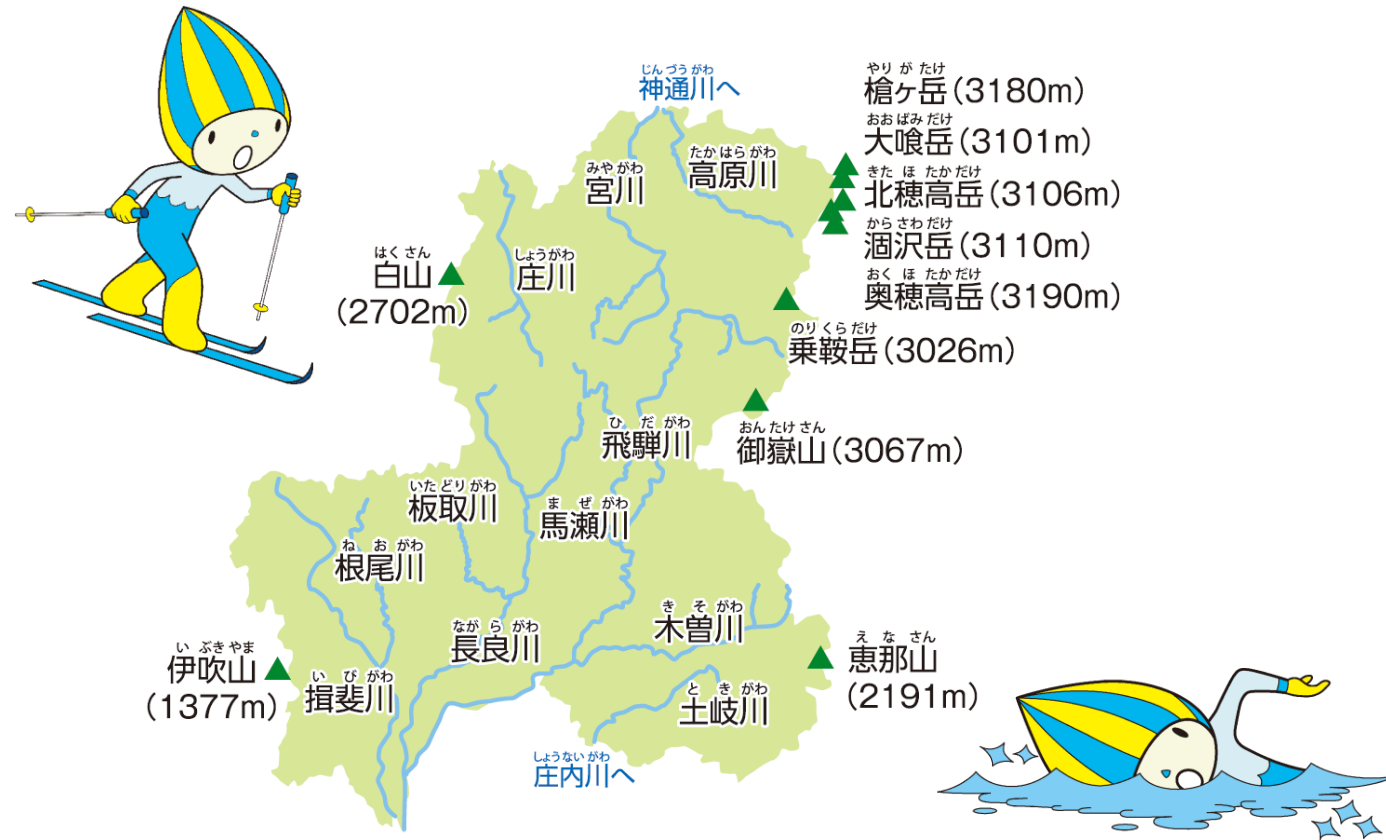 じんづうがわ
神通川へ
やりがたけ
槍ヶ岳(3180m)
おおばみだけ
大喰岳(3101m)
きたほたかだけ
北穂高岳(3106m)
からさわだけ
涸沢岳(3110m)
おくほたかだけ
奥穂高岳(3190m)
たかはらがわ
高原川
みやがわ
宮川
はくさん
白山
(2702m)
しょうがわ
庄川
のりくらだけ
乗鞍岳(3026m)
ひだがわ
飛騨川
おんたけさん
御嶽山(3067m)
いたどりがわ
板取川
まぜがわ
馬瀬川
ねおがわ
根尾川
きそがわ
木曽川
ながらがわ
長良川
いぶきやま
伊吹山
(1377m)
いびがわ
揖斐川
えなさん
恵那山
(2191m)
ときがわ
土岐川
しょうないがわ
庄内川へ